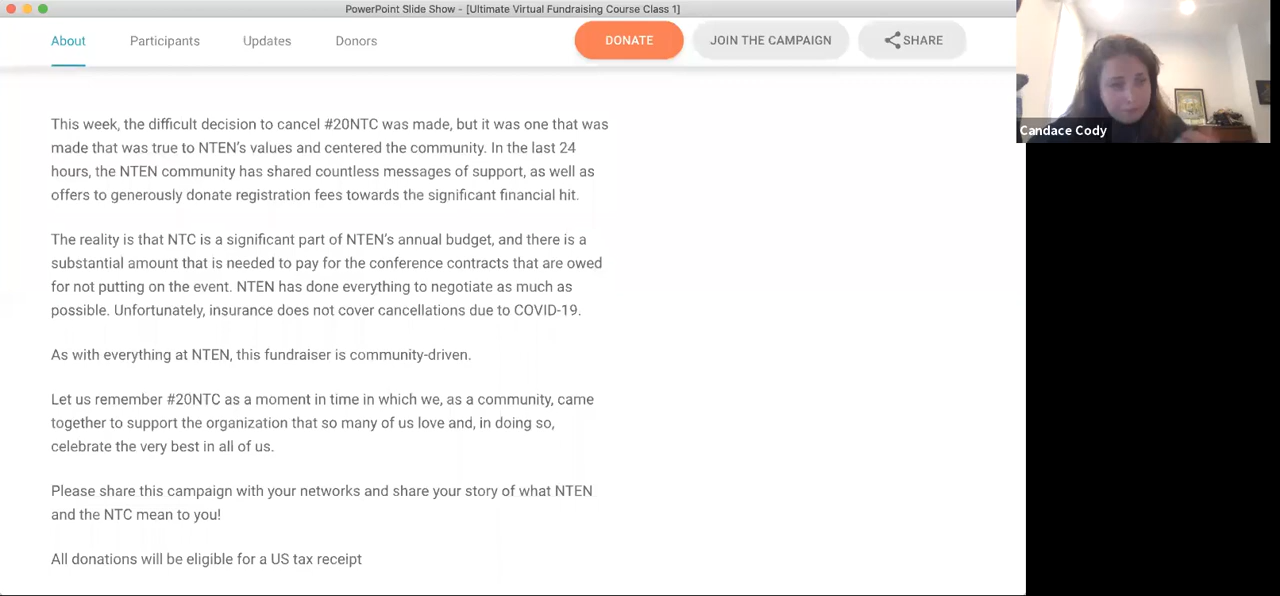 PowerPoint Slide Show - [Ultimate Virtual Fundraising Course Class 1]
About Participants Updates Donors DONATE JOIN THE CAMPAIGN SHARE
Candace Cody
This week, the difficult decision to cancel #20NTC was made, but it was one that was
made that was true to NTEN's values and centered the community. In the last 24
hours, the NTEN community has shared countless messages of support, as well as
offers to generously donate registration fees towards the significant financial hit.
The reality is that NTC is a significant part of NTEN's annual budget, and there is a
substantial amount that is needed to pay for the conference contracts that are owed
for not putting on the event. NTEN has done everything to negotiate as much as
possible. Unfortunately, insurance does not cover cancellations due to COVID-19.
As with everything at NTEN, this fundraiser is community-driven.
Let us remember #20NTC as a moment in time in which we, as a community, came
together to support the organization that so many of us love and, in doing so,
celebrate the very best in all of us.
Please share this campaign with your networks and share your story of what NTEN
and the NTC mean to you!
All donations will be eligible for a US tax receipt